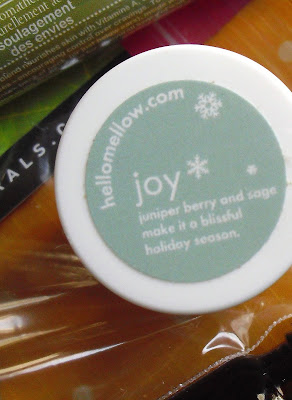 soulagement
des envies
hellomellow.com
joy
juniper berry and sage
make it a blissful
holiday season.